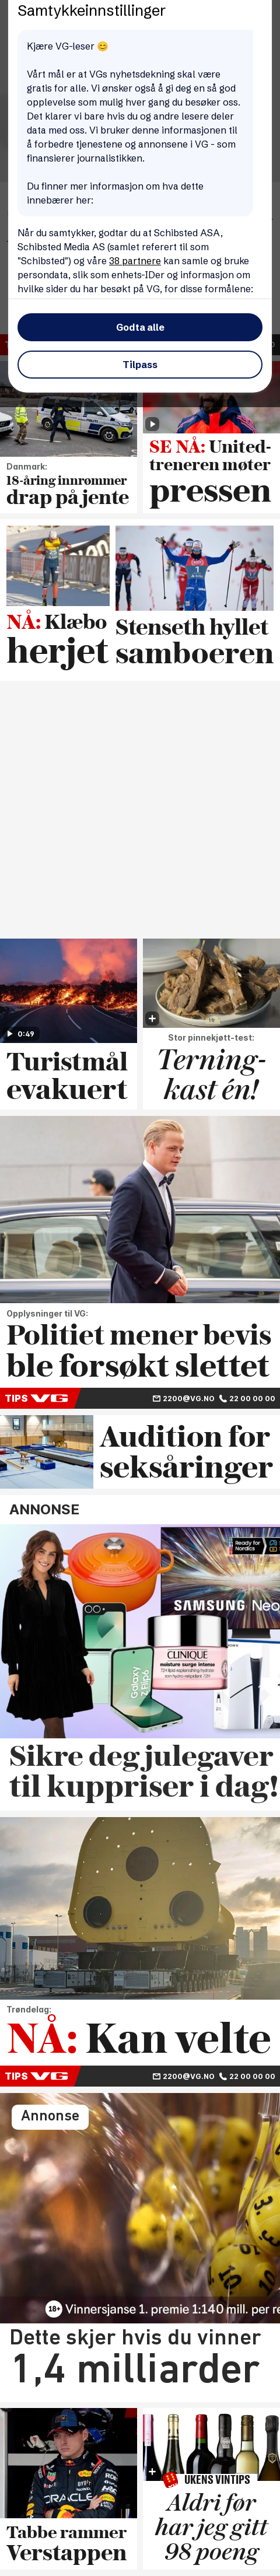 Samtykkeinnstillinger
Kjære VG-leser 😊
Vårt mål er at VGs nyhetsdekning skal være
gratis for alle. Vi ønsker også å gi deg en så god
opplevelse som mulig hver gang du besøker oss.
Det klarer vi bare hvis du og andre lesere deler
data med oss. Vi bruker denne informasjonen til
å forbedre tjenestene og annonsene i VG - som
finansierer journalistikken.
Du finner mer informasjon om hva dette
innebærer her:
Når du samtykker, godtar du at Schibsted ASA,
Schibsted Media AS (samlet referert til som
"Schibsted") og våre 38 partnere kan samle og bruke
persondata, slik som enhets-IDer og informasjon om
hvilke sider du har besøkt på VG, for disse formålene:
Godta alle
Tilpass
Danmark:
18-åring innrømmer
drap på jente
SE NÅ: United-
treneren møter
pressen
NÅ: Klæbo
herjet
Stenseth hyllet
samboeren
0:49
Turistmål
evakuert
Stor pinnekjøtt-test:
Terning-
kast én!
Opplysninger til VG:
Politiet mener bevis
ble forsøkt slettet
TIPS VG
2200@VG.NO 22 00 00 00
Audition for
seksåringer
ANNONSE
Ready for
Nordics
SAMSUNG Neo
CLINIQUE
moisture surge intense
Galaxy
Z Flip6
Sikre deg julegaver
til kuppriser i dag!
Trøndelag:
NÅ: Kan velte
TIPS VG
2200@VG.NO 22 00 00 00
Annonse
18+ Vinnersjanse 1. premie 1:140 mill. per re
Dette skjer hvis du vinner
1,4 milliarder
ORACLE
Tabbe rammer
Verstappen
UKENS VINTIPS
Aldri før
har jeg gitt
98 poeng